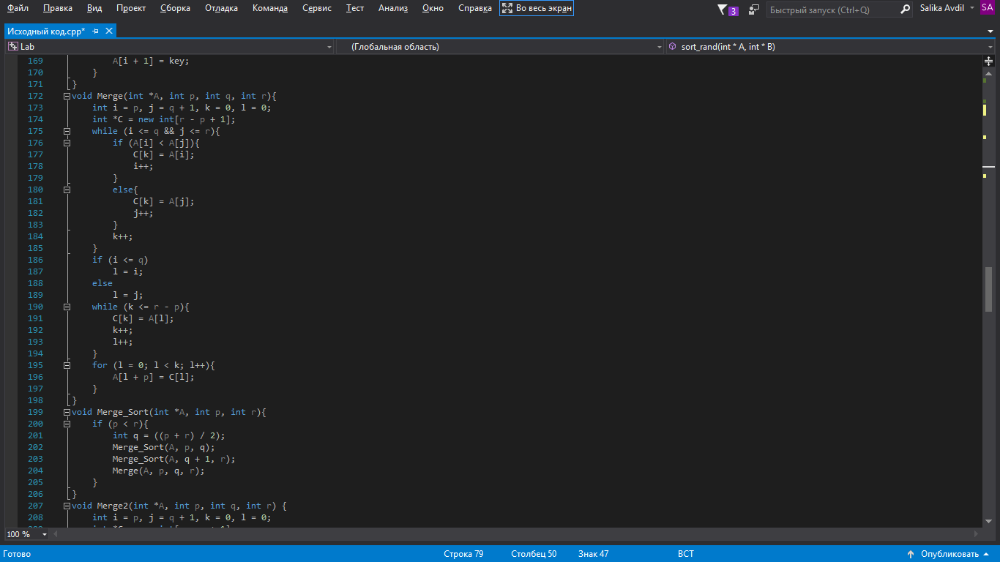 Файл Правка Вид Проект Сборка Отладка Команда Сервис Тест Анализ Окно Справка Во весь экран 3 Быстрый запуск (Ctrl+Q) Salika Avdil SA
Исходный код.cpp*
Lab (Глобальная область) sort_rand(int * A, int * B)
169 A[i + 1] = key;
170 }
171 }
172 void Merge(int *A, int p, int q, int r){
173 int i = p, j = q + 1, k = 0, l = 0;
174 int *C = new int[r - p + 1];
175 while (i <= q && j <= r){
176 if (A[i] < A[j]){
177 C[k] = A[i];
178 i++;
179 }
180 else{
181 C[k] = A[j];
182 j++;
183 }
184 k++;
185 }
186 if (i <= q)
187 l = i;
188 else
189 l = j;
190 while (k <= r - p){
191 C[k] = A[l];
192 k++;
193 l++;
194 }
195 for (l = 0; l < k; l++){
196 A[l + p] = C[l];
197 }
198 }
199 void Merge_Sort(int *A, int p, int r){
200 if (p < r){
201 int q = ((p + r) / 2);
202 Merge_Sort(A, p, q);
203 Merge_Sort(A, q + 1, r);
204 Merge(A, p, q, r);
205 }
206 }
207 void Merge2(int *A, int p, int q, int r) {
208 int i = p, j = q + 1, k = 0, l = 0;
100 %
Готово Строка 79 Столбец 50 Знак 47 ВСТ Опубликовать